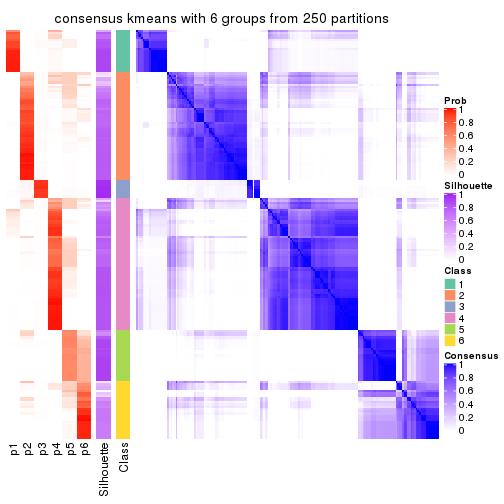 consensus kmeans with 6 groups from 250 partitions
Prob
1
0.8
0.6
0.4
0.2
0
Silhouette
1
0.8
0.6
0.4
0.2
0
Class
1
2
3
4
5
6
Consensus
1
0.8
0.6
0.4
0.2
0
p1
p2
p3
p4
p5
p6
Silhouette
Class